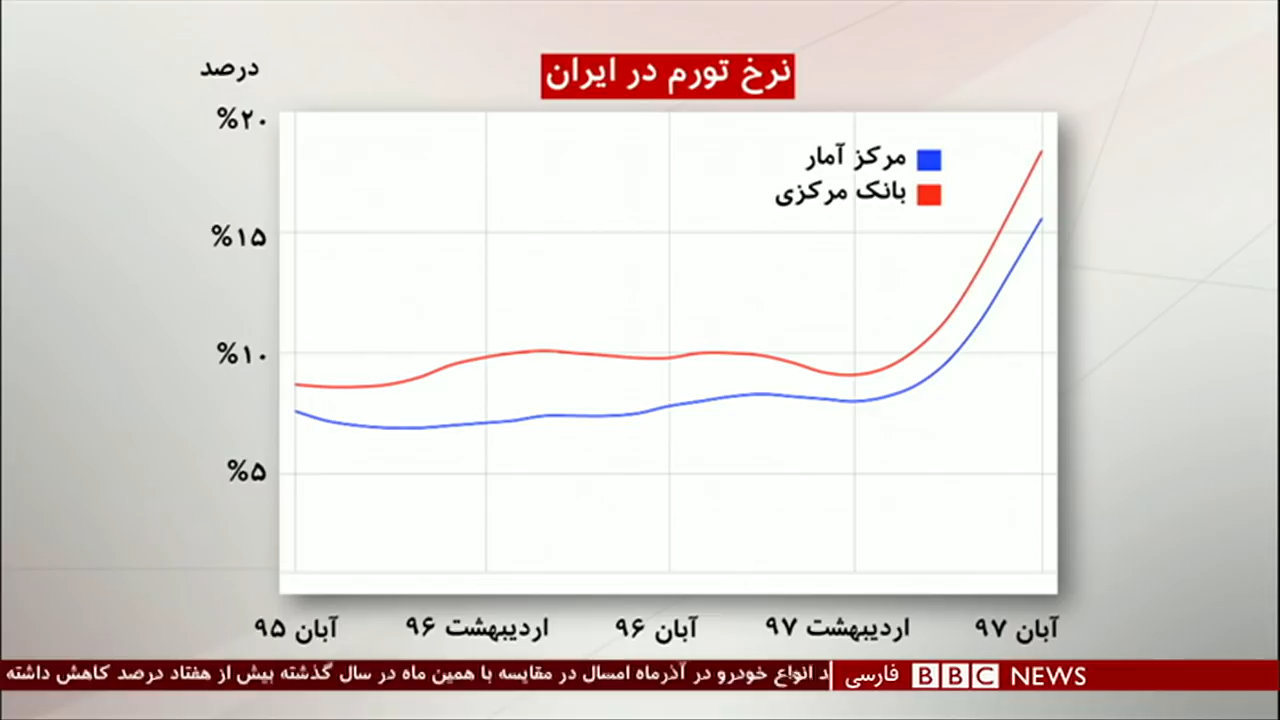 نرخ تورم در ایران
درصد
%۲۰
%۱۵
%۱۰
%۵
مرکز آمار
بانک مرکزی
آبان ۹۵
اردیبهشت ۹۶
آبان ۹۶
اردیبهشت ۹۷
آبان ۹۷
BBC NEWS فارسی
د انواع خودرو در آذرماه امسال در مقایسه با همین ماه در سال گذشته بیش از هفتاد درصد کاهش داشته